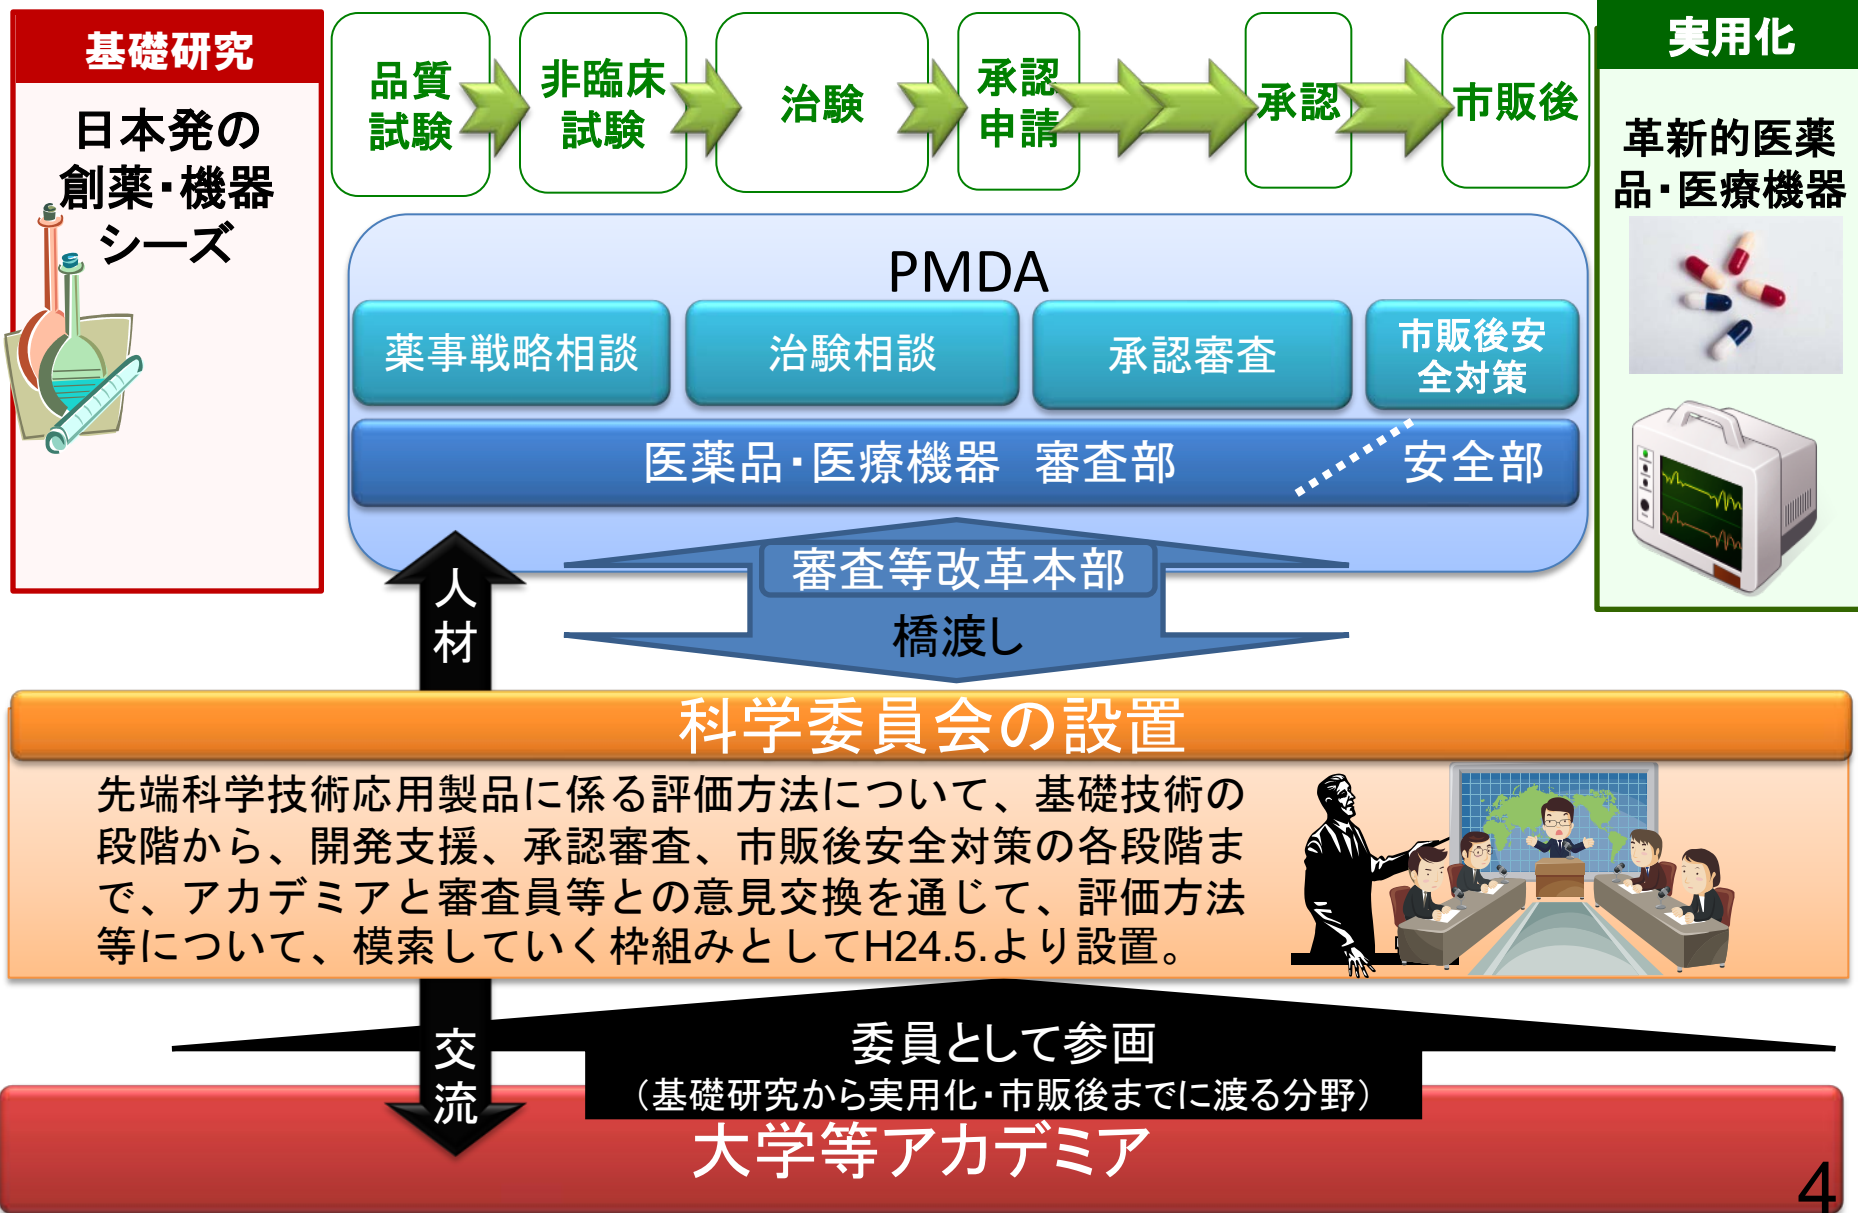 基礎研究
日本発の
創薬・機器
シーズ
品質
試験
非臨床
試験
治験
承認
申請
承認
市販後
実用化
革新的医薬
品・医療機器
PMDA
薬事戦略相談
治験相談
承認審査
市販後安
全対策
医薬品・医療機器 審査部
安全部
審査等改革本部
橋渡し
人
材
科学委員会の設置
先端科学技術応用製品に係る評価方法について、基礎技術の
段階から、開発支援、承認審査、市販後安全対策の各段階ま
で、アカデミアと審査員等との意見交換を通じて、評価方法
等について、模索していく枠組みとしてH24.5.より設置。
交
流
委員として参画
（基礎研究から実用化・市販後までに渡る分野）
大学等アカデミア
4